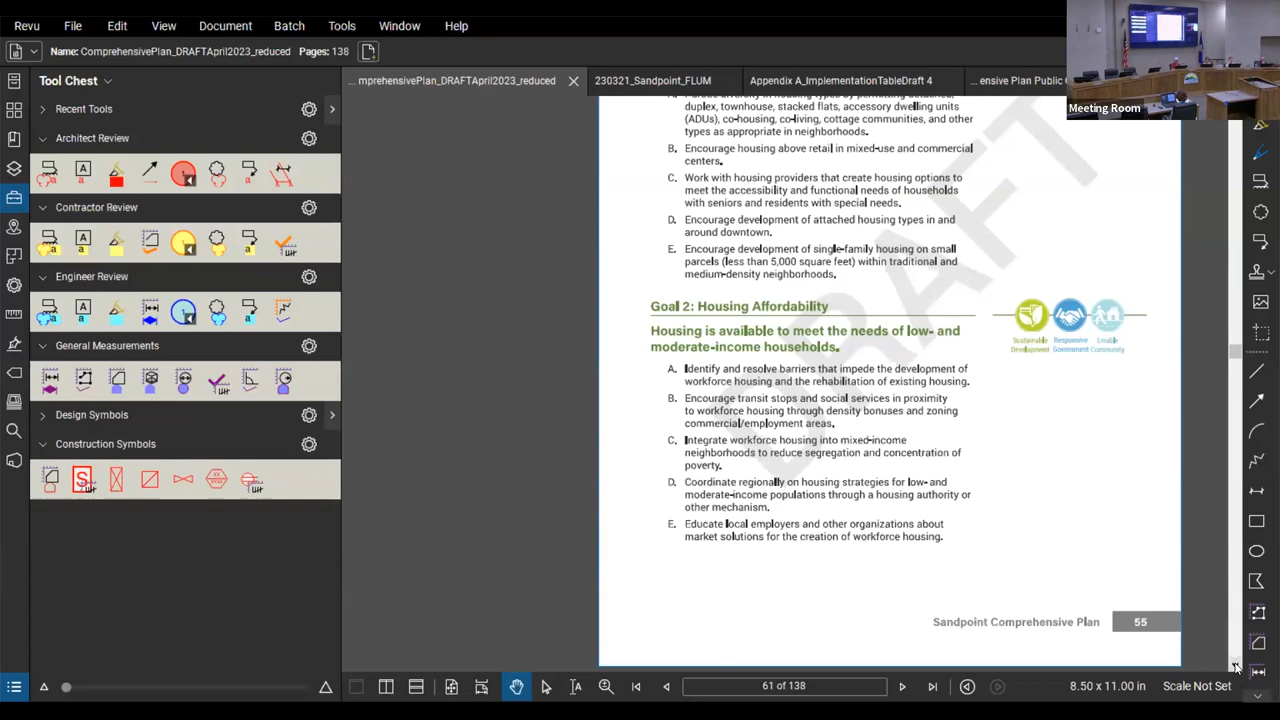 Revu File Edit View Document Batch Tools Window Help
Name: ComprehensivePlan_DRAFTApril2023_reduced Pages: 138
Meeting Room
Tool Chest
... mprehensivePlan_DRAFTApril2023_reduced
230321_Sandpoint_FLUM
Appendix A_ImplementationTableDraft 4
... ensive Plan Public
Recent Tools
Architect Review
Contractor Review
Engineer Review
General Measurements
Design Symbols
Construction Symbols
duplex, townhouse, stacked flats, accessory dwelling units
(ADUs), co-housing, co-living, cottage communities, and other
types as appropriate in neighborhoods.
B. Encourage housing above retail in mixed-use and commercial
centers.
C. Work with housing providers that create housing options to
meet the accessibility and functional needs of households
with seniors and residents with special needs.
D. Encourage development of attached housing types in and
around downtown.
E. Encourage development of single-family housing on small
parcels (less than 5,000 square feet) within traditional and
medium-density neighborhoods.
Goal 2: Housing Affordability
Housing is available to meet the needs of low- and
moderate-income households.
Sustainable Development
Responsive Government
Livable Community
A. Identify and resolve barriers that impede the development of
workforce housing and the rehabilitation of existing housing.
B. Encourage transit stops and social services in proximity
to workforce housing through density bonuses and zoning
commercial/employment areas.
C. Integrate workforce housing into mixed-income
neighborhoods to reduce segregation and concentration of
poverty.
D. Coordinate regionally on housing strategies for low- and
moderate-income populations through a housing authority or
other mechanism.
E. Educate local employers and other organizations about
market solutions for the creation of workforce housing.
DRAFT
Sandpoint Comprehensive Plan 55
61 of 138
8.50 x 11.00 in Scale Not Set